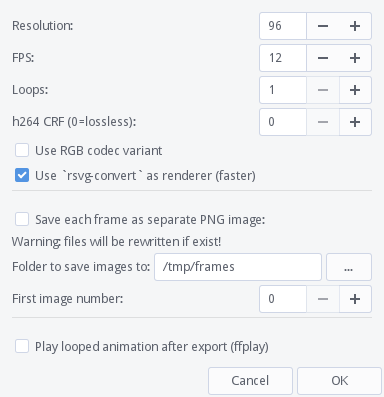 Resolution: 96 − +
FPS: 12 − +
Loops: 1 − +
h264 CRF (0=lossless): 0 − +
Use RGB codec variant
Use `rsvg-convert` as renderer (faster)
Save each frame as separate PNG image:
Warning: files will be rewritten if exist!
Folder to save images to: /tmp/frames ...
First image number: 0 − +
Play looped animation after export (ffplay)
Cancel OK